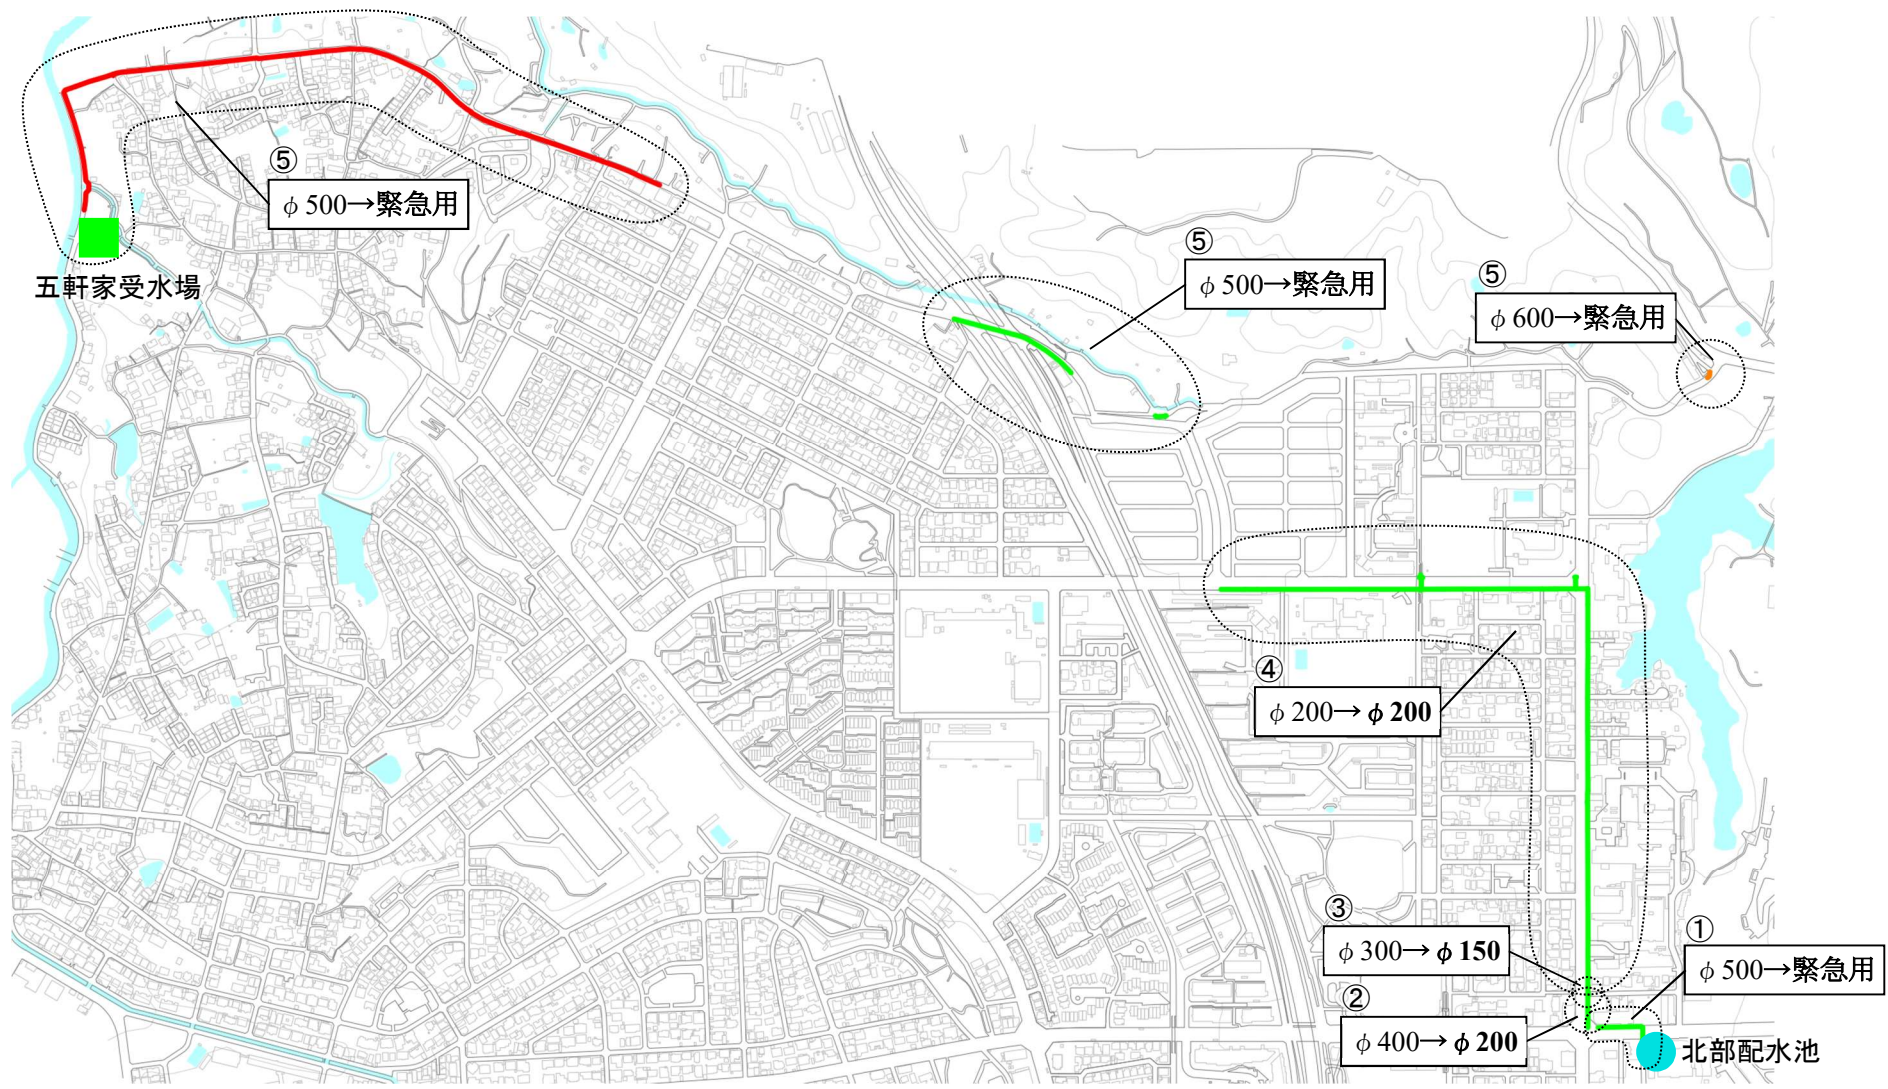 ⑤
φ500→緊急用
五軒家受水場
⑤
φ500→緊急用
⑤
φ600→緊急用
④
φ200→φ200
③
φ300→φ150
②
φ400→φ200
①
φ500→緊急用
北部配水池